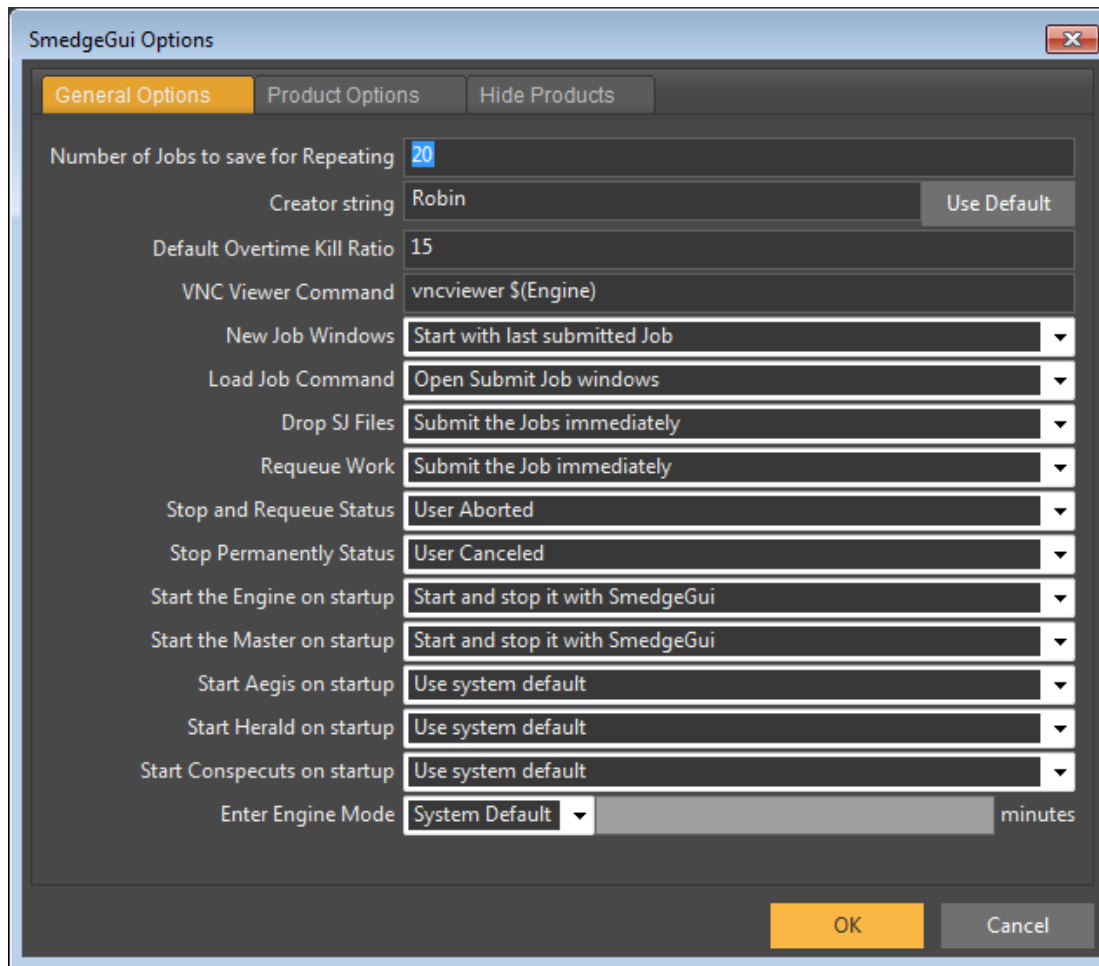 SmedgeGui Options
General Options Product Options Hide Products
Number of Jobs to save for Repeating 20
Creator string Robin Use Default
Default Overtime Kill Ratio 15
VNC Viewer Command vncviewer $(Engine)
New Job Windows Start with last submitted Job
Load Job Command Open Submit Job windows
Drop SJ Files Submit the Jobs immediately
Requeue Work Submit the Job immediately
Stop and Requeue Status User Aborted
Stop Permanently Status User Canceled
Start the Engine on startup Start and stop it with SmedgeGui
Start the Master on startup Start and stop it with SmedgeGui
Start Aegis on startup Use system default
Start Herald on startup Use system default
Start Conspecuts on startup Use system default
Enter Engine Mode System Default minutes
OK Cancel